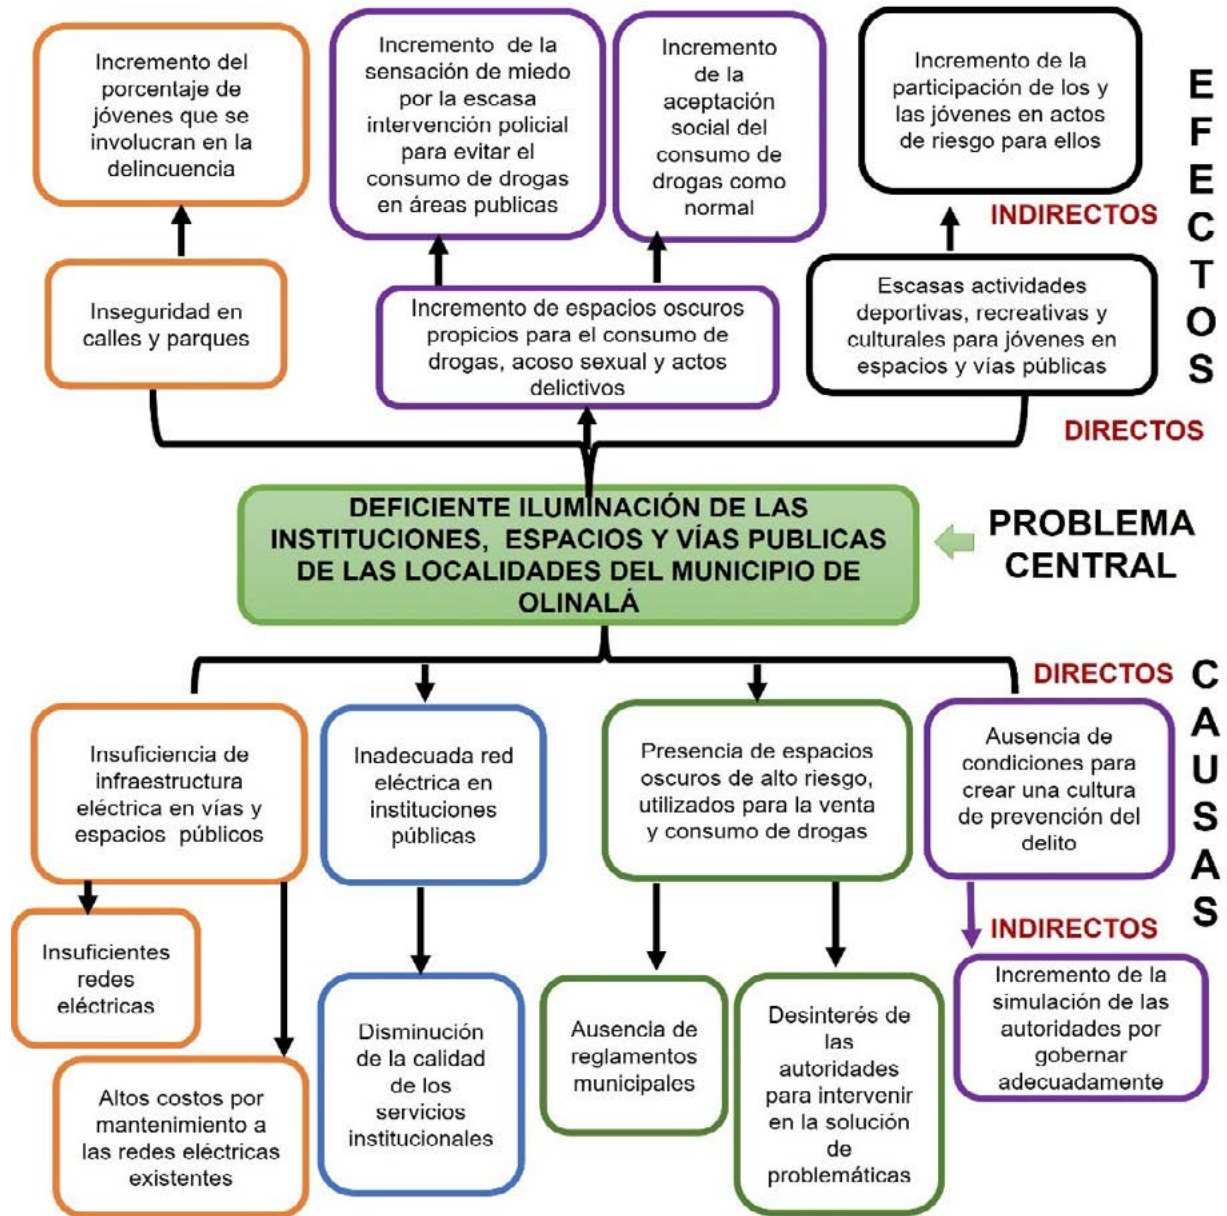 Incremento del
porcentaje de
jóvenes que se
involucran en la
delincuencia
Incremento de la
sensación de miedo
por la escasa
intervención policial
para evitar el
consumo de drogas
en áreas publicas
Incremento
de la
aceptación
social del
consumo de
drogas como
normal
Incremento de la
participación de los y
las jóvenes en actos
de riesgo para ellos
EFECTOS
INDIRECTOS
Inseguridad en
calles y parques
Incremento de espacios oscuros
propicios para el consumo de
drogas, acoso sexual y actos
delictivos
Escasas actividades
deportivas, recreativas y
culturales para jóvenes en
espacios y vías públicas
DIRECTOS
DEFICIENTE ILUMINACIÓN DE LAS
INSTITUCIONES, ESPACIOS Y VÍAS PUBLICAS
DE LAS LOCALIDADES DEL MUNICIPIO DE
OLINALÁ
PROBLEMA
CENTRAL
DIRECTOS
CAUSAS
Insuficiencia de
infraestructura
eléctrica en vías y
espacios públicos
Inadecuada red
eléctrica en
instituciones
públicas
Presencia de espacios
oscuros de alto riesgo,
utilizados para la venta
y consumo de drogas
Ausencia de
condiciones para
crear una cultura
de prevención del
delito
INDIRECTOS
Insuficientes
redes
eléctricas
Altos costos por
mantenimiento a
las redes eléctricas
existentes
Disminución
de la calidad
de los
servicios
institucionales
Ausencia de
reglamentos
municipales
Desinterés de
las
autoridades
para intervenir
en la solución
de
problemáticas
Incremento de la
simulación de las
autoridades por
gobernar
adecuadamente